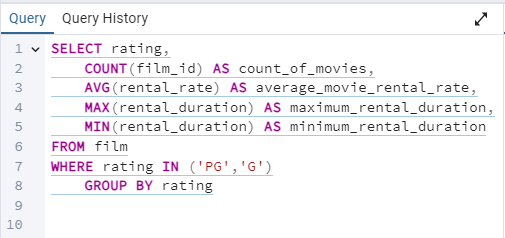 Query Query History
1 SELECT rating,
2 COUNT(film_id) AS count_of_movies,
3 AVG(rental_rate) AS average_movie_rental_rate,
4 MAX(rental_duration) AS maximum_rental_duration,
5 MIN(rental_duration) AS minimum_rental_duration
6 FROM film
7 WHERE rating IN ('PG','G')
8 GROUP BY rating
9
10